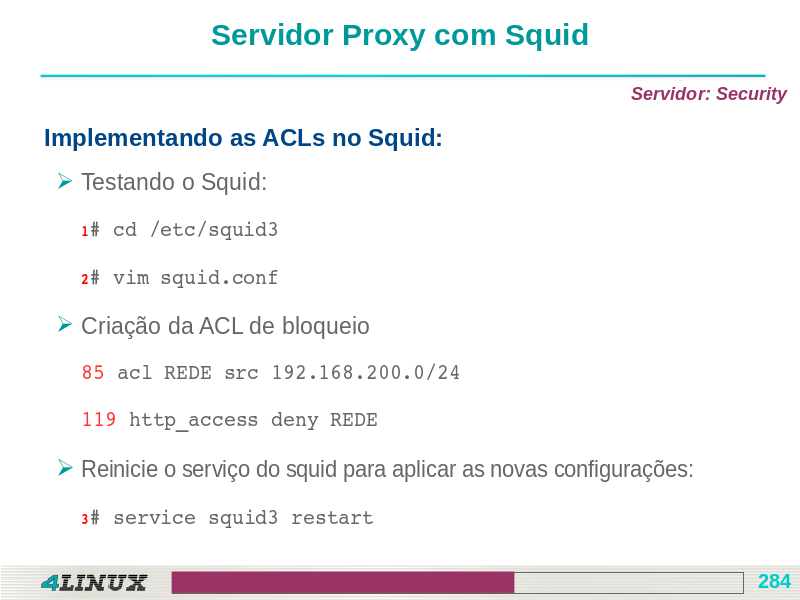 Servidor Proxy com Squid
Servidor: Security
Implementando as ACLs no Squid:
Testando o Squid:
1# cd /etc/squid3
2# vim squid.conf
Criação da ACL de bloqueio
85 acl REDE src 192.168.200.0/24
119 http_access deny REDE
Reinicie o serviço do squid para aplicar as novas configurações:
3# service squid3 restart
4LINUX
284